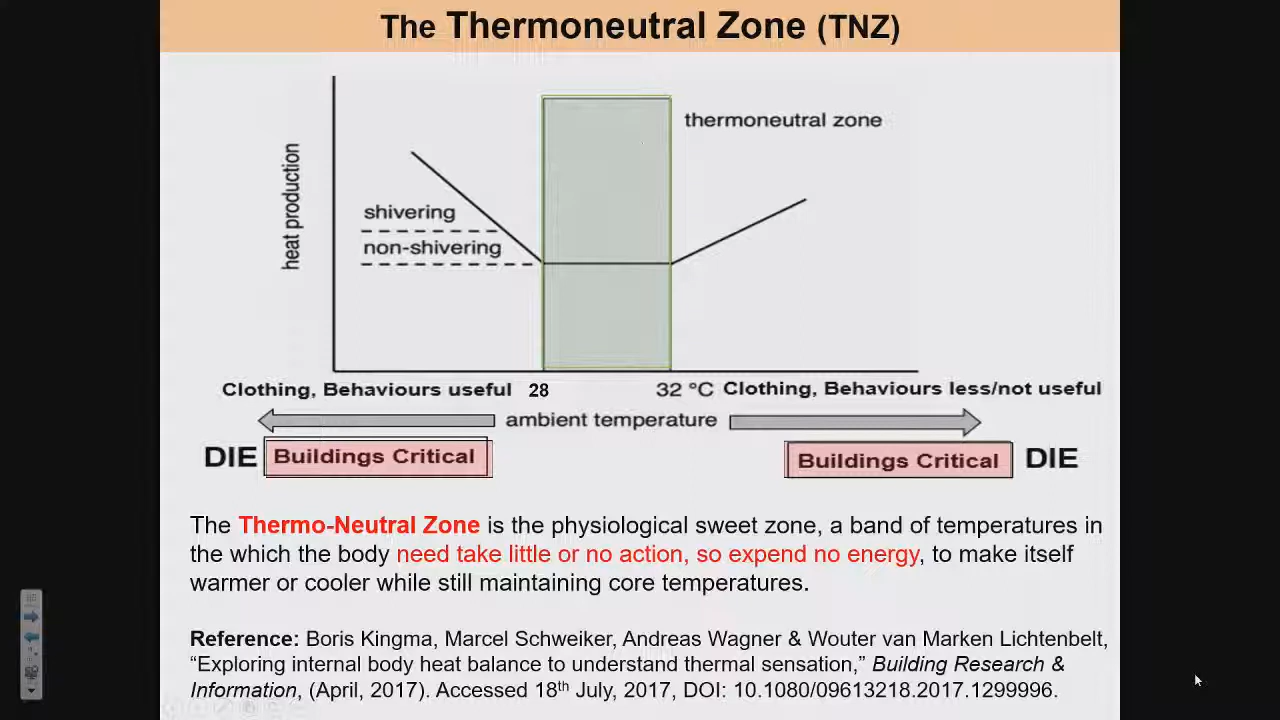 The Thermoneutral Zone (TNZ)
thermoneutral zone
heat production
shivering
non-shivering
Clothing, Behaviours useful 28 32 °C Clothing, Behaviours less/not useful
ambient temperature
DIE Buildings Critical Buildings Critical DIE
The Thermo-Neutral Zone is the physiological sweet zone, a band of temperatures in
the which the body need take little or no action, so expend no energy, to make itself
warmer or cooler while still maintaining core temperatures.
Reference: Boris Kingma, Marcel Schweiker, Andreas Wagner & Wouter van Marken Lichtenbelt,
“Exploring internal body heat balance to understand thermal sensation,” Building Research &
Information, (April, 2017). Accessed 18th July, 2017, DOI: 10.1080/09613218.2017.1299996.